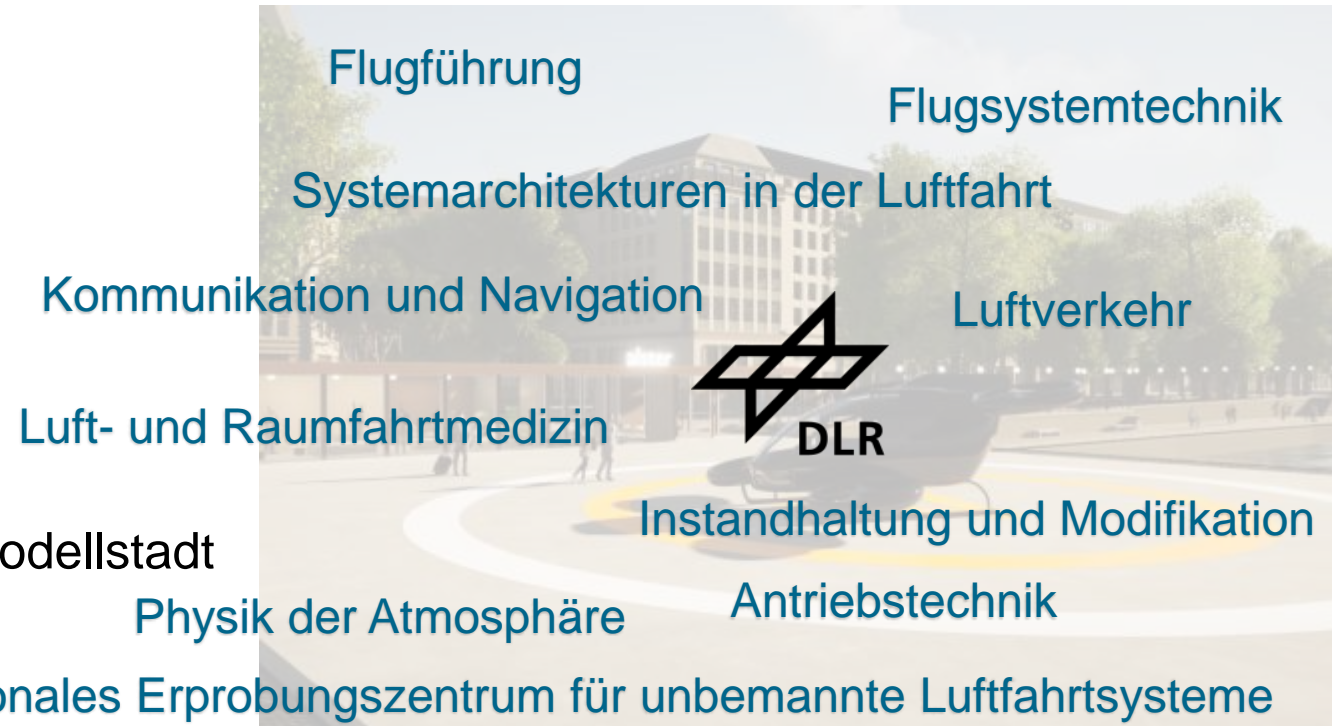 Flugführung
Flugsystemtechnik
Systemarchitekturen in der Luftfahrt
Kommunikation und Navigation
Luftverkehr
Luft- und Raumfahrtmedizin
DLR
Instandhaltung und Modifikation
odellstadt
Antriebstechnik
Physik der Atmosphäre
onales Erprobungszentrum für unbemannte Luftfahrtsysteme